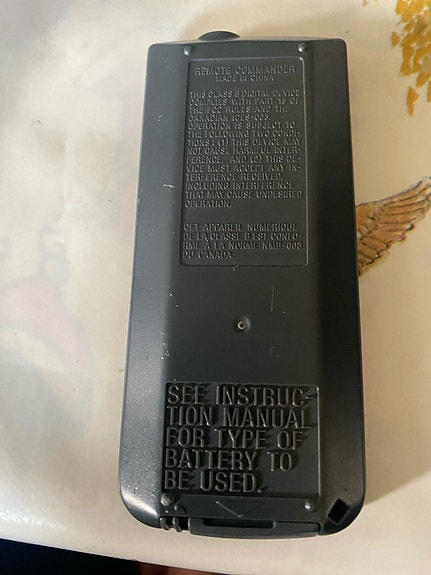 REMOTE COMMANDER
MADE IN CHINA
THIS CLASS B DIGITAL DEVICE
COMPLIES WITH PART 15 OF
THE FCC RULES AND THE
CANADIAN ICES-003.
OPERATION IS SUBJECT TO
THE FOLLOWING TWO CONDI-
TIONS: (1) THIS DEVICE MAY
NOT CAUSE HARMFUL INTER-
FERENCE, AND (2) THIS DE-
VICE MUST ACCEPT ANY IN-
TERFERENCE RECEIVED,
INCLUDING INTERFERENCE
THAT MAY CAUSE UNDESIRED
OPERATION.
CET APPAREIL NUMERIQUE
DE LA CLASSE B EST CONFO-
RME A LA NORME NMB-003
DU CANADA.
SEE INSTRUC-
TION MANUAL
FOR TYPE OF
BATTERY TO
BE USED.